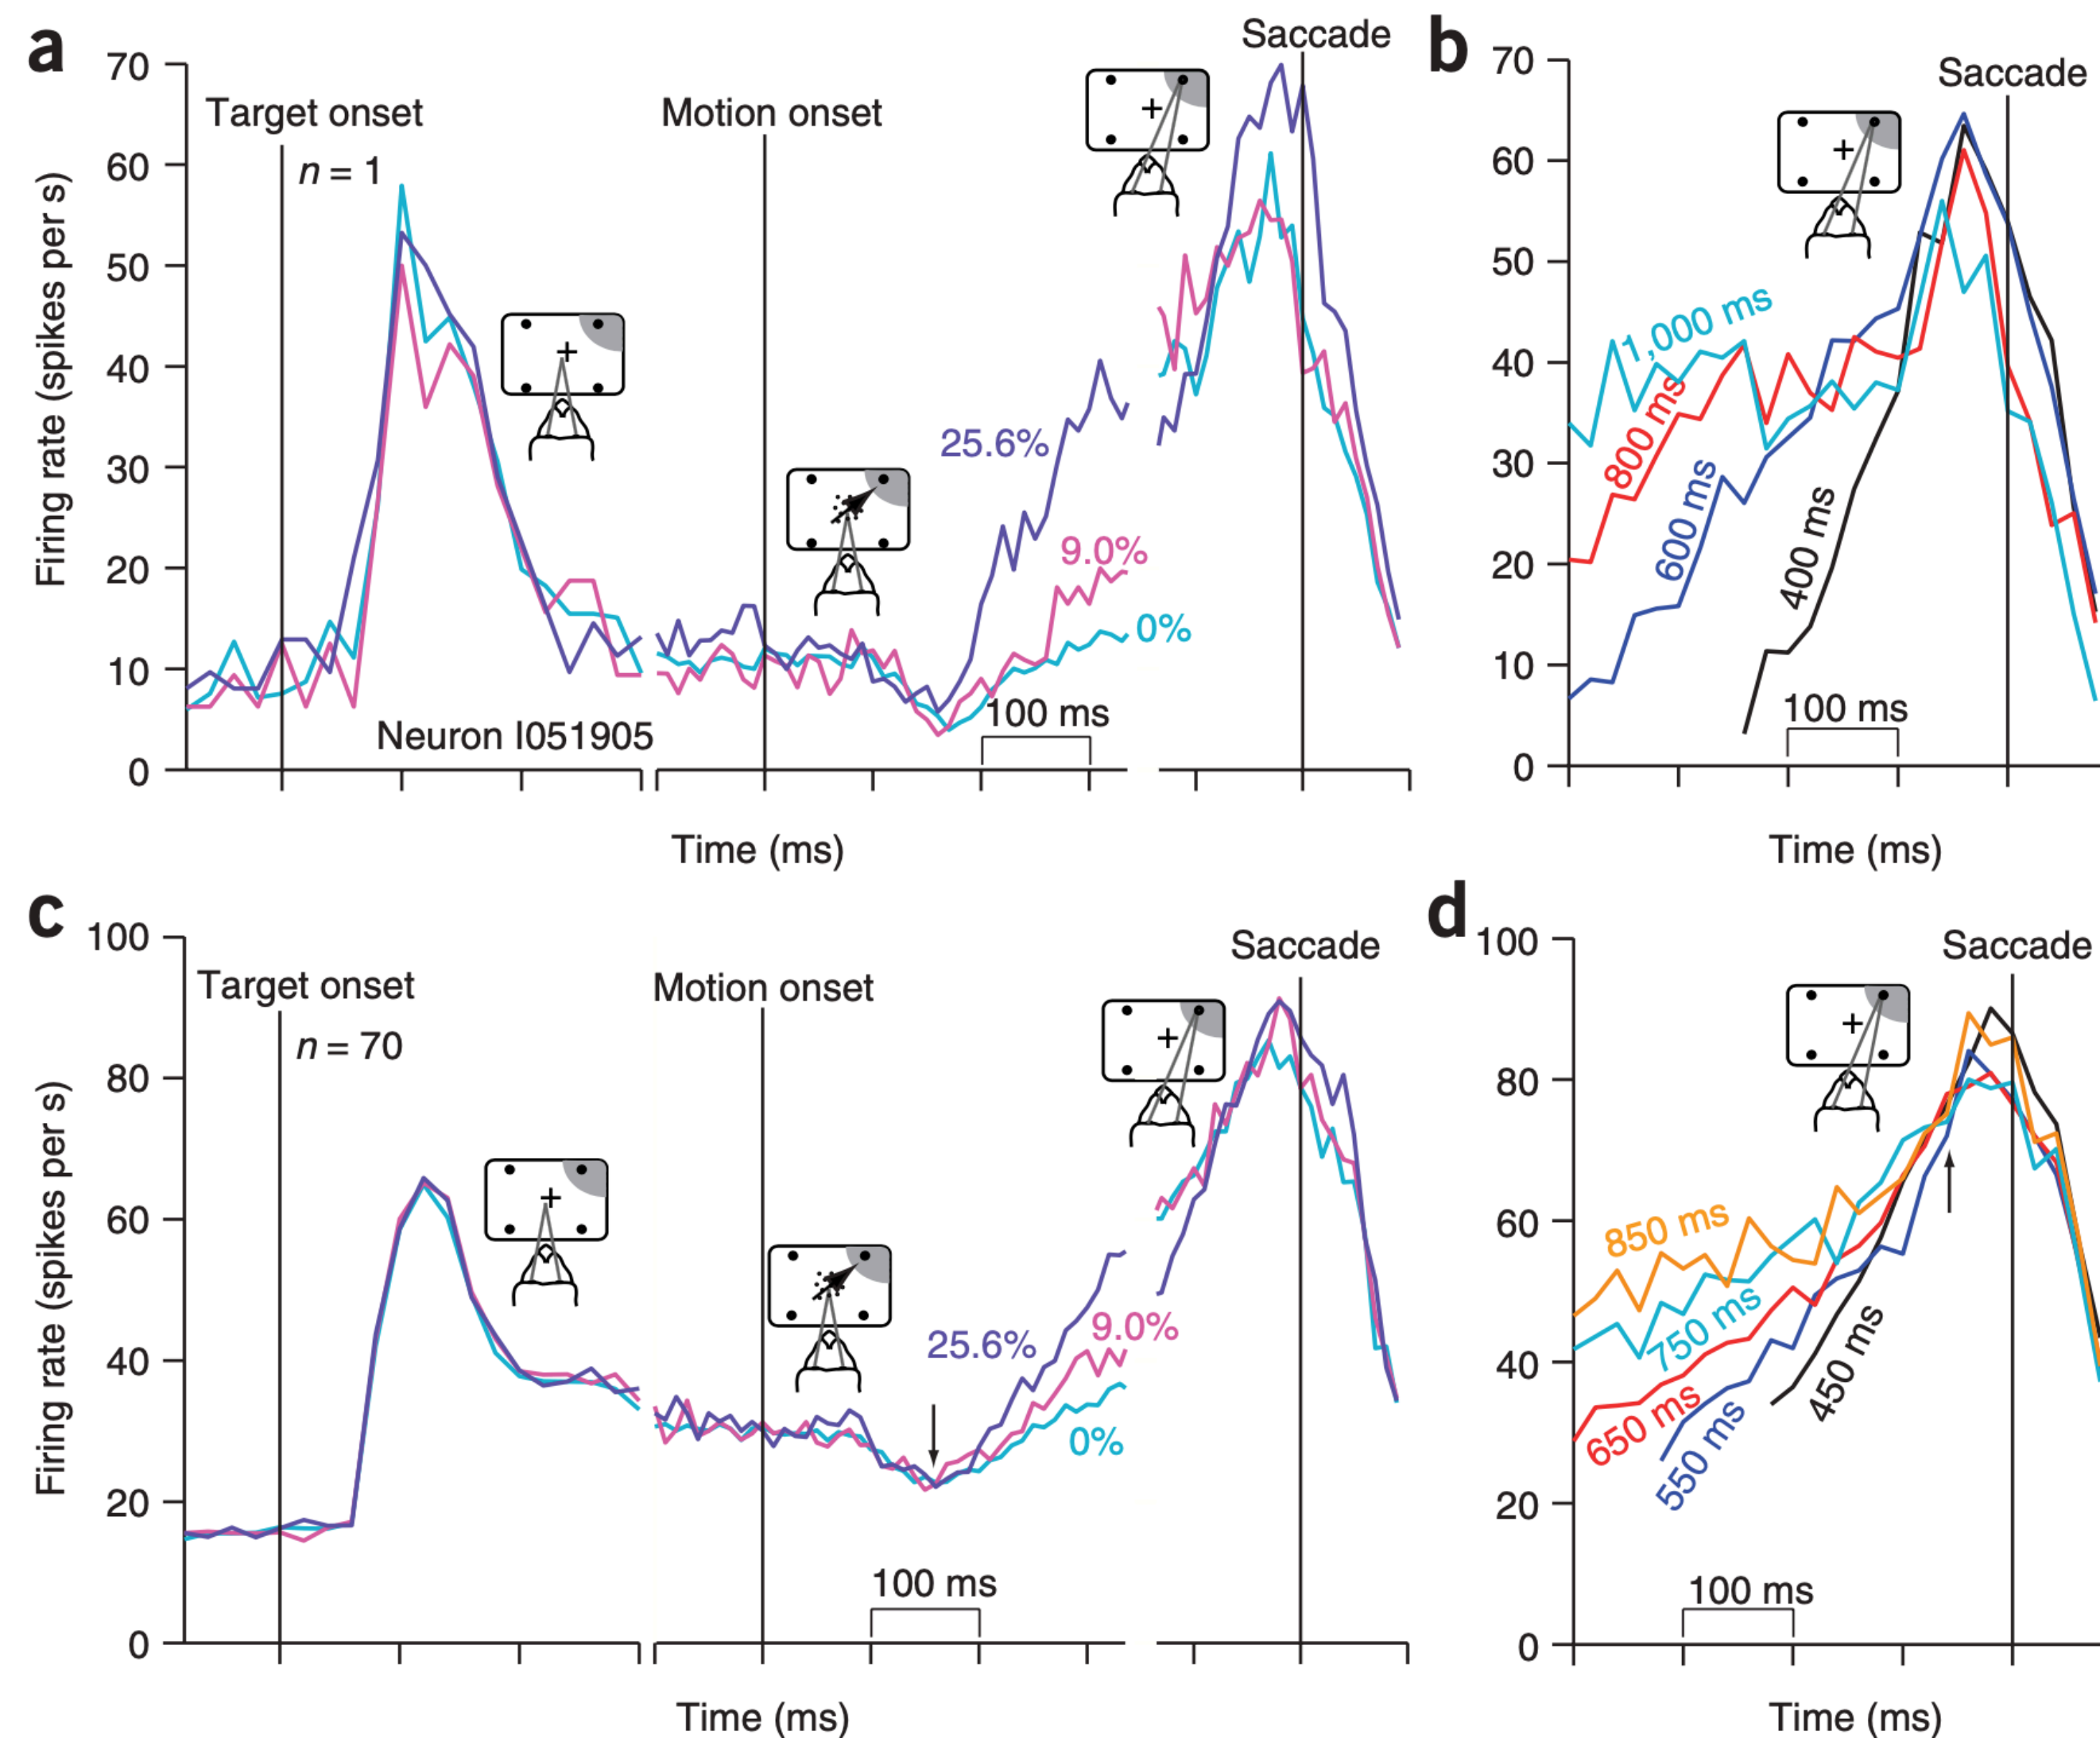 a
Firing rate (spikes per s)
70
60
50
40
30
20
10
0
Target onset
n = 1
Neuron I051905
Motion onset
25.6%
9.0%
0%
100 ms
Saccade
Time (ms)
b
70
60
50
40
30
20
10
0
Saccade
1,000 ms
800 ms
600 ms
400 ms
100 ms
Time (ms)
c
Firing rate (spikes per s)
100
80
60
40
20
0
Target onset
n = 70
Motion onset
25.6%
9.0%
0%
100 ms
Saccade
Time (ms)
d
100
80
60
40
20
0
Saccade
850 ms
750 ms
650 ms
550 ms
450 ms
100 ms
Time (ms)